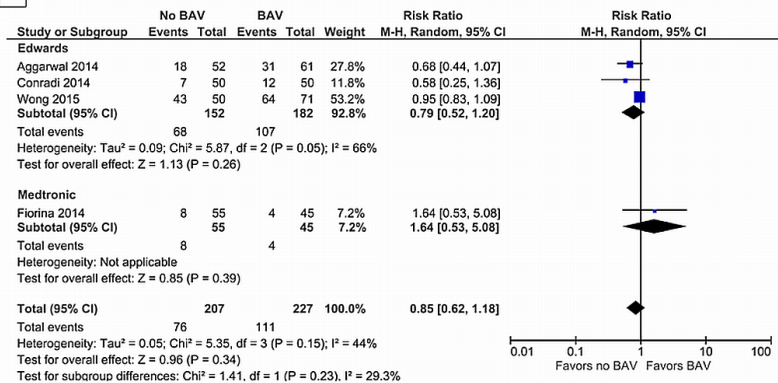 No BAV BAV Risk Ratio Risk Ratio
Study or Subgroup Events Total Events Total Weight M-H, Random, 95% CI M-H, Random, 95% CI
Edwards
Aggarwal 2014 18 52 31 61 27.8% 0.68 [0.44, 1.07]
Conradi 2014 7 50 12 50 11.8% 0.58 [0.25, 1.36]
Wong 2015 43 50 64 71 53.2% 0.95 [0.83, 1.09]
Subtotal (95% CI) 152 182 92.8% 0.79 [0.52, 1.20]
Total events 68 107
Heterogeneity: Tau² = 0.09; Chi² = 5.87, df = 2 (P = 0.05); I² = 66%
Test for overall effect: Z = 1.13 (P = 0.26)
Medtronic
Fiorina 2014 8 55 4 45 7.2% 1.64 [0.53, 5.08]
Subtotal (95% CI) 55 45 7.2% 1.64 [0.53, 5.08]
Total events 8 4
Heterogeneity: Not applicable
Test for overall effect: Z = 0.85 (P = 0.39)
Total (95% CI) 207 227 100.0% 0.85 [0.62, 1.18]
Total events 76 111
Heterogeneity: Tau² = 0.05; Chi² = 5.35, df = 3 (P = 0.15); I² = 44%
Test for overall effect: Z = 0.96 (P = 0.34)
Test for subgroup differences: Chi² = 1.41, df = 1 (P = 0.23), I² = 29.3%
0.01 0.1 1 10 100
Favors no BAV Favors BAV